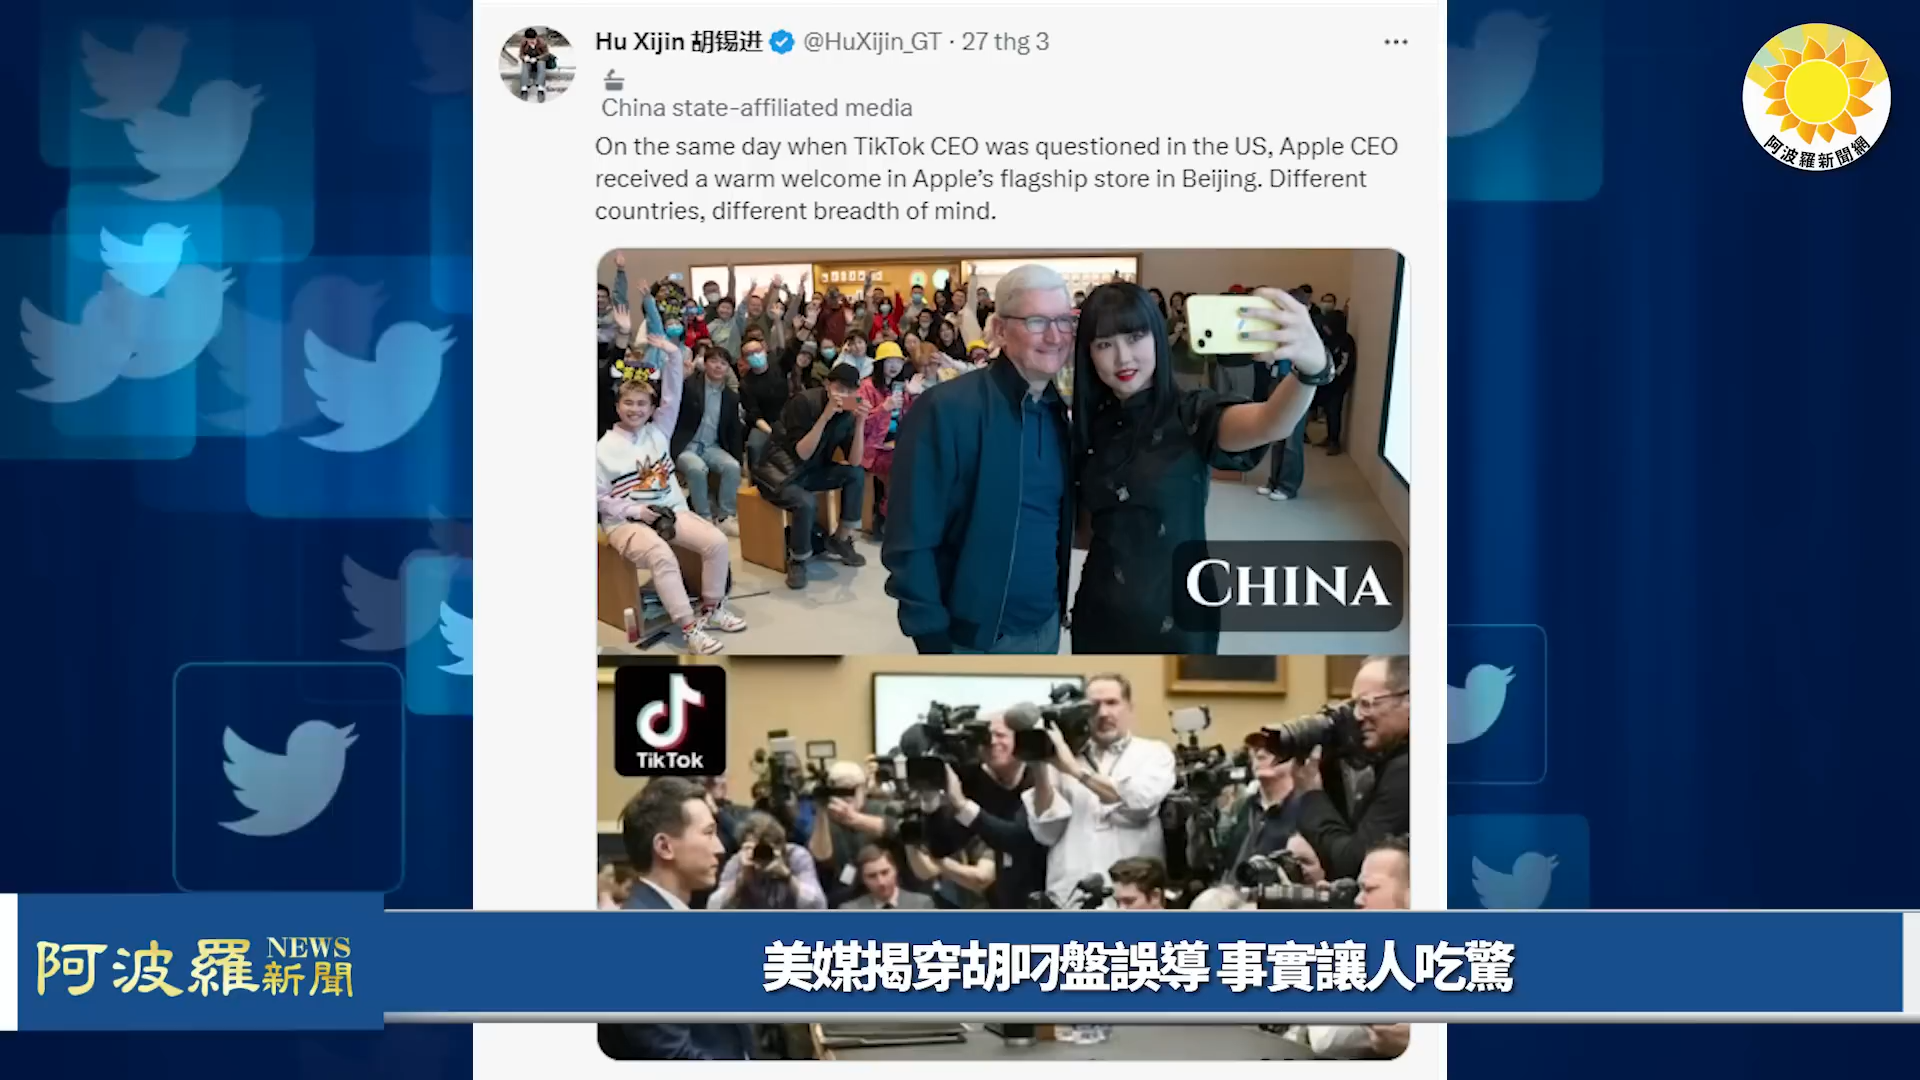 Hu Xijin 胡锡进 @HuXijin_GT · 27 thg 3
China state-affiliated media
On the same day when TikTok CEO was questioned in the US, Apple CEO
received a warm welcome in Apple’s flagship store in Beijing. Different
countries, different breadth of mind.
CHINA
TikTok
阿波羅新聞網
阿波羅 NEWS 新聞
美媒揭穿胡叼盤誤導 事實讓人吃驚